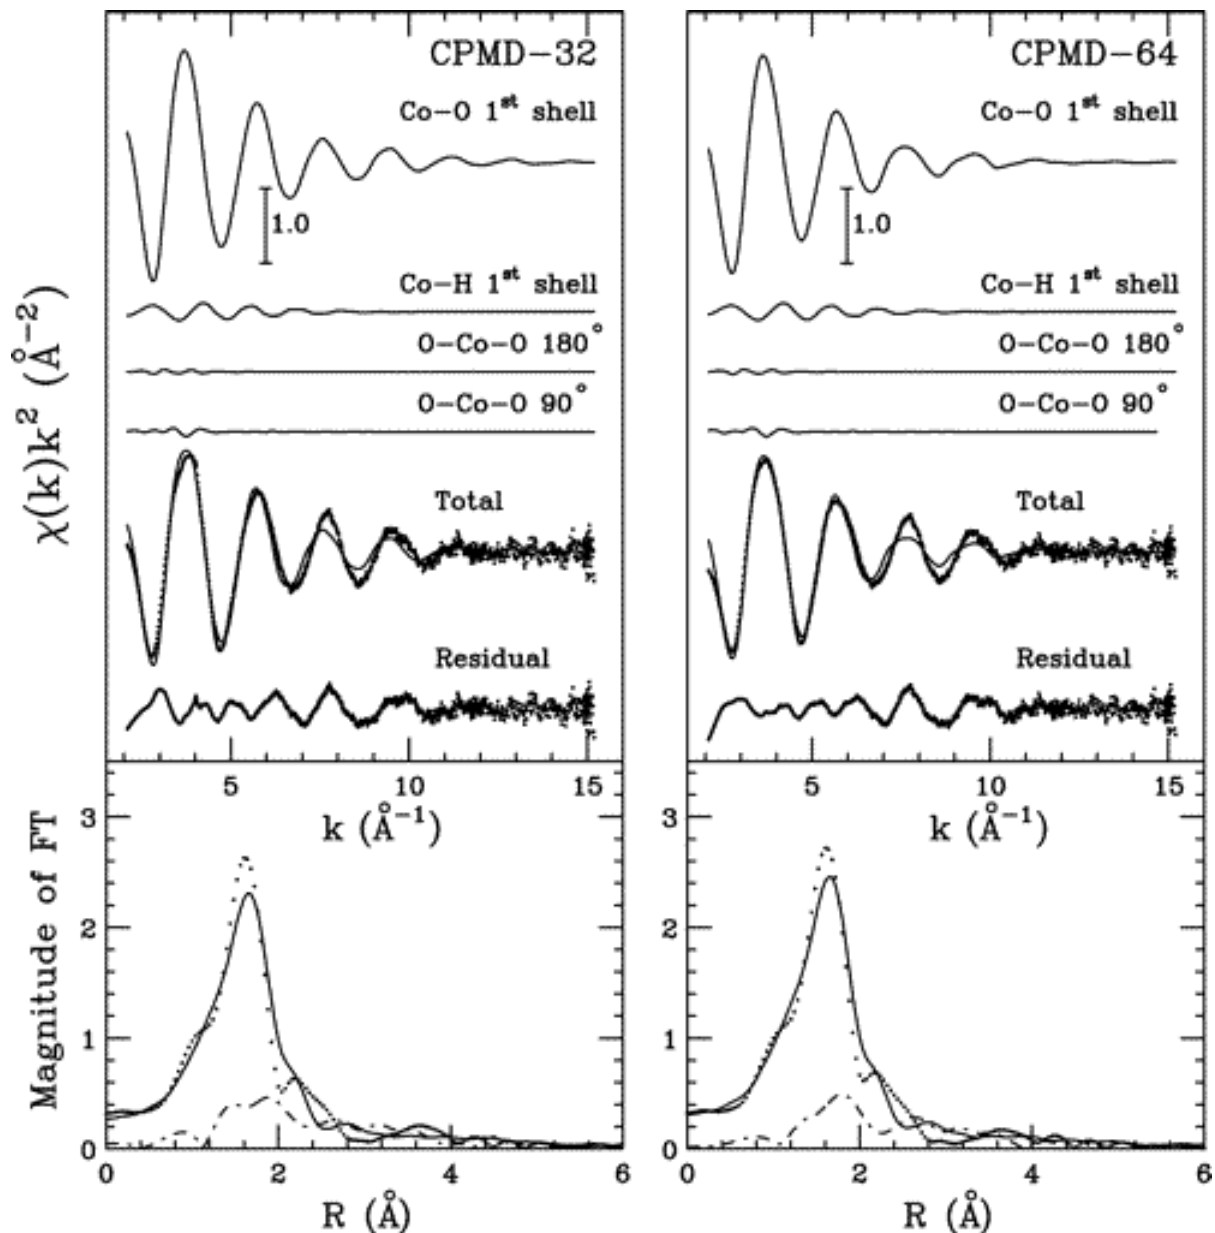 CPMD-32
Co-O 1st shell
1.0
Co-H 1st shell
O-Co-O 180°
O-Co-O 90°
Total
Residual
χ(k)k² (Å⁻²)
5 10 15
k (Å⁻¹)
CPMD-64
Co-O 1st shell
1.0
Co-H 1st shell
O-Co-O 180°
O-Co-O 90°
Total
Residual
5 10 15
k (Å⁻¹)
Magnitude of FT
3
2
1
0
0 2 4 6
R (Å)
3
2
1
0
0 2 4 6
R (Å)